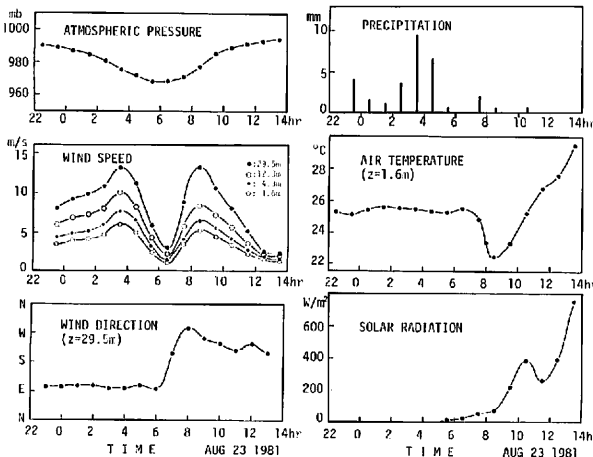 mb
1000
980
960
ATMOSPHERIC PRESSURE
22 0 2 4 6 8 10 12 14hr
mm
10
5
0
PRECIPITATION
22 0 2 4 6 8 10 12 14hr
m/s
15
10
5
0
WIND SPEED
:29.5m
22 0 2 4 6 8 10 12 14hr
°C
28
26
24
22
AIR TEMPERATURE
(z=1.6m)
22 0 2 4 6 8 10 12 14hr
N
W
S
E
N
WIND DIRECTION
(z=29.5m)
22 0 2 4 6 8 10 12 14hr
TIME AUG 23 1981
W/m²
600
400
200
0
SOLAR RADIATION
22 0 2 4 6 8 10 12 14hr
TIME AUG 23 1981